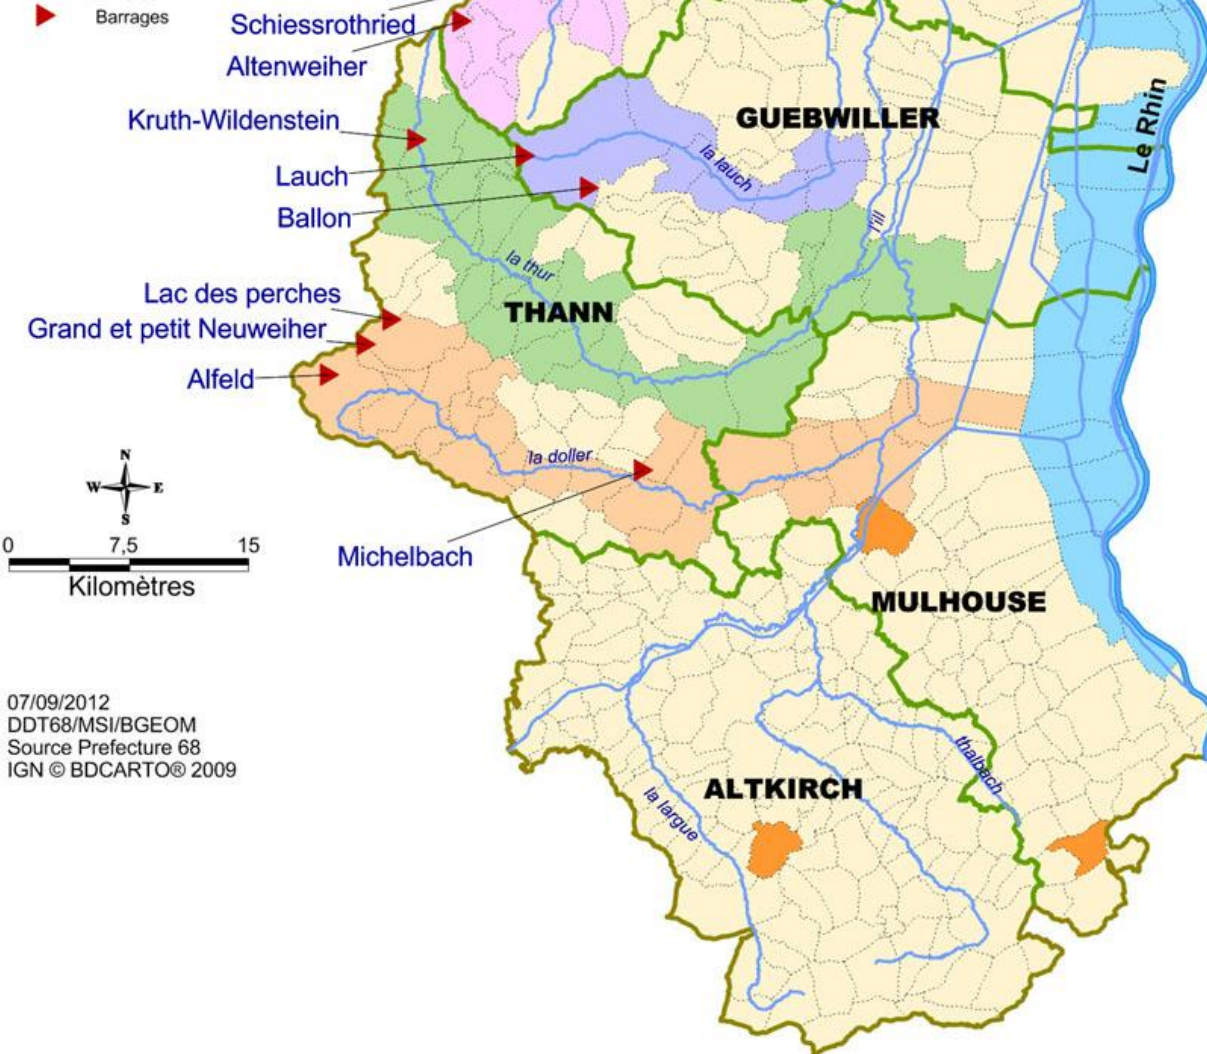 Barrages
Schiessrothried
Altenweiher
Kruth-Wildenstein
GUEBWILLER
Le Rhin
la lauch
Lauch
Ballon
l'ill
la thur
Lac des perches
THANN
Grand et petit Neuweiher
Alfeld
la doller
N
W E
S
0 7,5 15
Kilomètres
Michelbach
MULHOUSE
07/09/2012
DDT68/MSI/BGEOM
Source Prefecture 68
IGN © BDCARTO® 2009
thalbach
ALTKIRCH
la largue